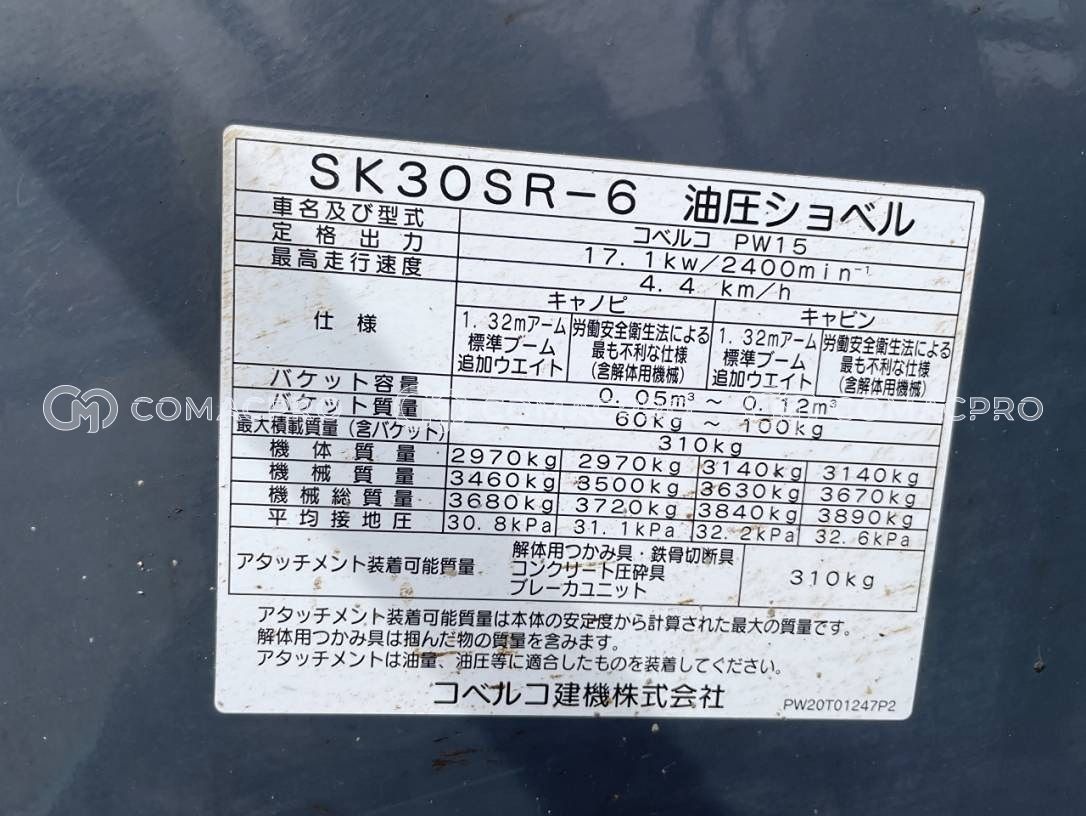 SK30SR-6 油圧ショベル
車名及び型式 コベルコ PW15
定格出力 17.1kw/2400min⁻¹
最高走行速度 4.4 km/h
仕様 キャノピ キャビン
1.32mアーム 労働安全衛生法による 1.32mアーム 労働安全衛生法による
標準ブーム 最も不利な仕様 標準ブーム 最も不利な仕様
追加ウエイト (含解体用機械) 追加ウエイト (含解体用機械)
バケット容量 0.05m³ ~ 0.12m³
バケット質量 60kg ~ 100kg
最大積載質量(含バケット) 310kg
機体質量 2970kg 2970kg 3140kg 3140kg
機械質量 3460kg 3500kg 3630kg 3670kg
機械総質量 3680kg 3720kg 3840kg 3890kg
平均接地圧 30.8kPa 31.1kPa 32.2kPa 32.6kPa
アタッチメント装着可能質量 解体用つかみ具・鉄骨切断具 310kg
コンクリート圧砕具
ブレーカユニット
アタッチメント装着可能質量は本体の安定度から計算された最大の質量です。
解体用つかみ具は掴んだ物の質量を含みます。
アタッチメントは油量、油圧等に適合したものを装着してください。
コベルコ建機株式会社 PW20T01247P2